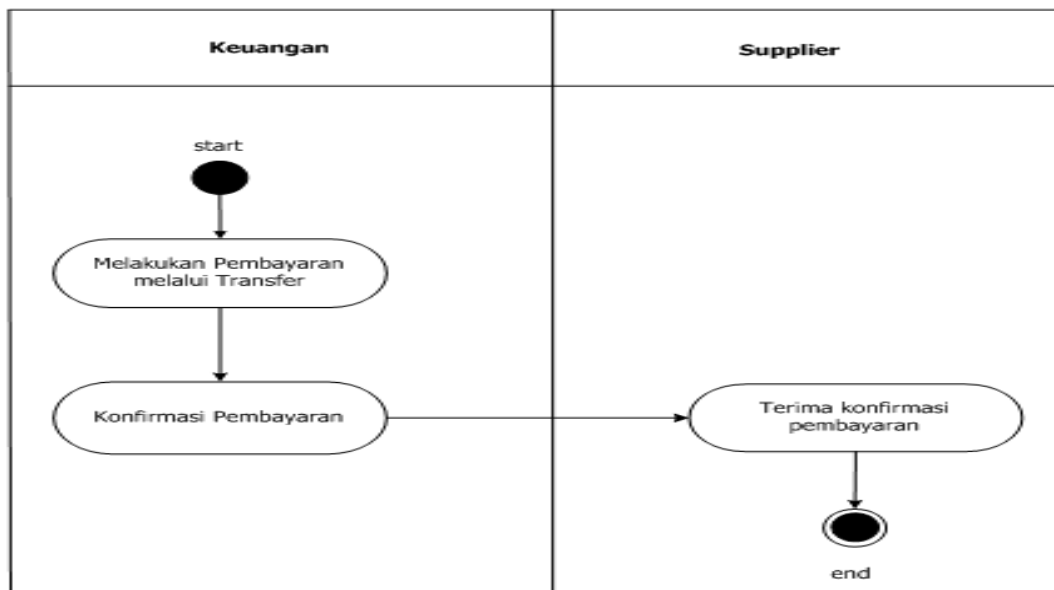 Keuangan
Supplier
start
Melakukan Pembayaran
melalui Transfer
Konfirmasi Pembayaran
Terima konfirmasi
pembayaran
end